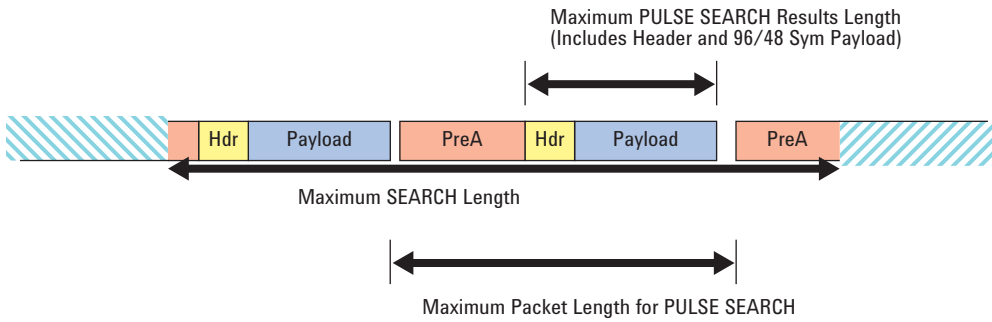 Maximum PULSE SEARCH Results Length
(Includes Header and 96/48 Sym Payload)
Hdr Payload PreA Hdr Payload PreA
Maximum SEARCH Length
Maximum Packet Length for PULSE SEARCH